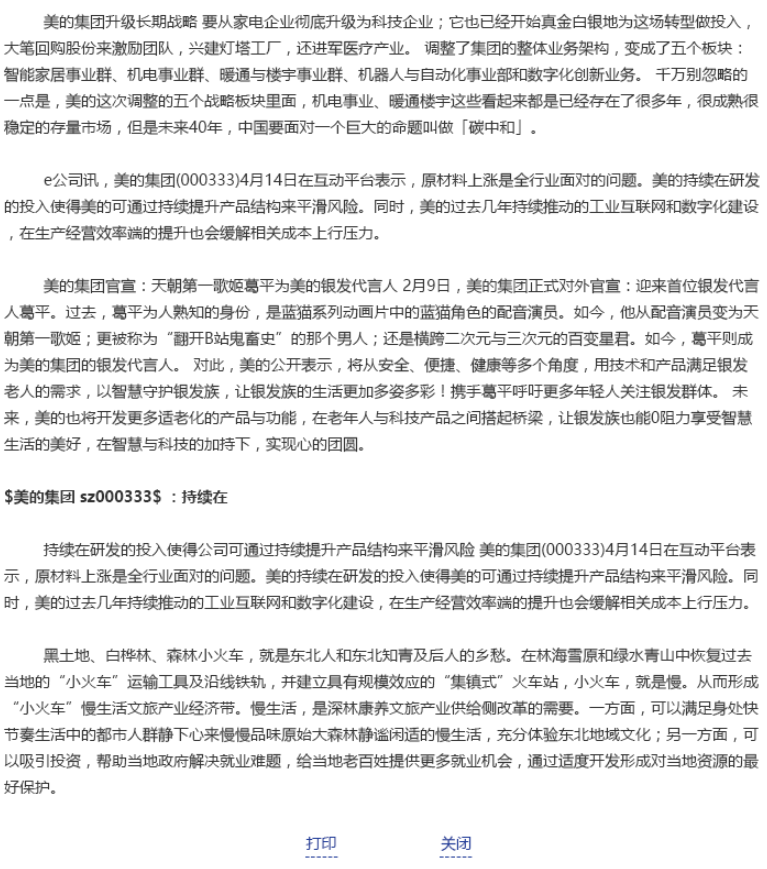 美的集团升级长期战略 要从家电企业彻底升级为科技企业；它也已经开始真金白银地为这场转型做投入，
大笔回购股份来激励团队，兴建灯塔工厂，还进军医疗产业。 调整了集团的整体业务架构，变成了五个板块：
智能家居事业群、机电事业群、暖通与楼宇事业群、机器人与自动化事业部和数字化创新业务。 千万别忽略的
一点是，美的这次调整的五个战略板块里面，机电事业、暖通楼宇这些看起来都是已经存在了很多年，很成熟很
稳定的存量市场，但是未来40年，中国要面对一个巨大的命题叫做「碳中和」。
e公司讯，美的集团(000333)4月14日在互动平台表示，原材料上涨是全行业面对的问题。美的持续在研发
的投入使得美的可通过持续提升产品结构来平滑风险。同时，美的过去几年持续推动的工业互联网和数字化建设
，在生产经营效率端的提升也会缓解相关成本上行压力。
美的集团官宣：天朝第一歌姬葛平为美的银发代言人 2月9日，美的集团正式对外官宣：迎来首位银发代言
人葛平。过去，葛平为人熟知的身份，是蓝猫系列动画片中的蓝猫角色的配音演员。如今，他从配音演员变为天
朝第一歌姬；更被称为“翻开B站鬼畜史”的那个男人；还是横跨二次元与三次元的百变星君。如今，葛平则成
为美的集团的银发代言人。 对此，美的公开表示，将从安全、便捷、健康等多个角度，用技术和产品满足银发
老人的需求，以智慧守护银发族，让银发族的生活更加多姿多彩！携手葛平呼吁更多年轻人关注银发群体。 未
来，美的也将开发更多适老化的产品与功能，在老年人与科技产品之间搭起桥梁，让银发族也能0阻力享受智慧
生活的美好，在智慧与科技的加持下，实现心的团圆。
$美的集团 sz000333$ ：持续在
持续在研发的投入使得公司可通过持续提升产品结构来平滑风险 美的集团(000333)4月14日在互动平台表
示，原材料上涨是全行业面对的问题。美的持续在研发的投入使得美的可通过持续提升产品结构来平滑风险。同
时，美的过去几年持续推动的工业互联网和数字化建设，在生产经营效率端的提升也会缓解相关成本上行压力。
黑土地、白桦林、森林小火车，就是东北人和东北知青及后人的乡愁。在林海雪原和绿水青山中恢复过去
当地的“小火车”运输工具及沿线铁轨，并建立具有规模效应的“集镇式”火车站，小火车，就是慢。从而形成
“小火车”慢生活文旅产业经济带。慢生活，是深林康养文旅产业供给侧改革的需要。一方面，可以满足身处快
节奏生活中的都市人群静下心来慢慢品味原始大森林静谧闲适的慢生活，充分体验东北地域文化；另一方面，可
以吸引投资，帮助当地政府解决就业难题，给当地老百姓提供更多就业机会，通过适度开发形成对当地资源的最
好保护。
打印 关闭